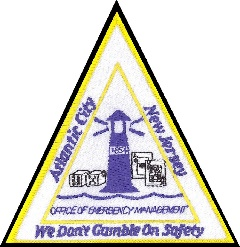 Atlantic City
New Jersey
OFFICE OF EMERGENCY MANAGEMENT
We Don't Gamble On Safety